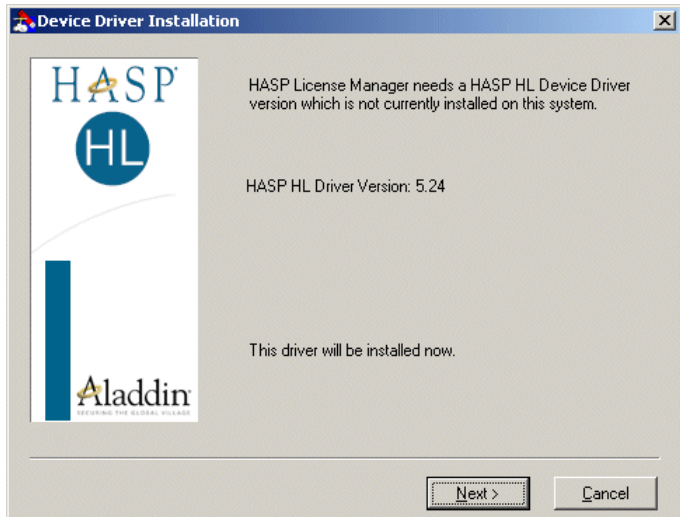 Device Driver Installation
HASP
HL
HASP License Manager needs a HASP HL Device Driver
version which is not currently installed on this system.
HASP HL Driver Version: 5.24
This driver will be installed now.
Aladdin
SECURING THE GLOBAL VILLAGE
Next >
Cancel